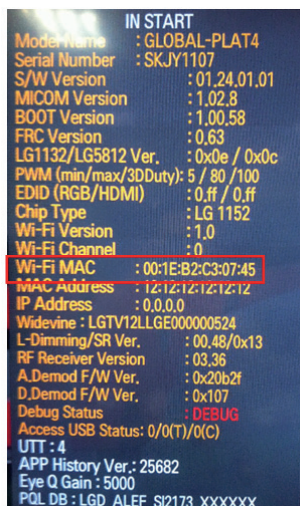 IN START
Model Name : GLOBAL-PLAT4
Serial Number : SKJY1107
S/W Version : 01.24.01.01
MICOM Version : 1.02.8
BOOT Version : 1.00.58
FRC Version : 0.63
LG1132/LG5812 Ver. : 0x0e / 0x0c
PWM (min/max/3DDuty): 5 / 80 /100
EDID (RGB/HDMI) : 0.ff / 0.ff
Chip Type : LG 1152
Wi-Fi Version : 1.0
Wi-Fi Channel : 0
Wi-Fi MAC : 00:1E:B2:C3:07:45
MAC Address : 12:12:12:12:12:12
IP Address : 0.0.0.0
Widevine : LGTV12LLGE000000524
L-Dimming/SR Ver. : 00.48/0x13
RF Receiver Version : 03.36
A.Demod F/W Ver. : 0x20b2f
D.Demod F/W Ver. : 0x107
Debug Status : DEBUG
Access USB Status: 0/0(T)/0(C)
UTT : 4
APP History Ver.: 25682
Eye Q Gain : 5000
PQL DB : LGD_ALEF_SI2173_XXXXXX